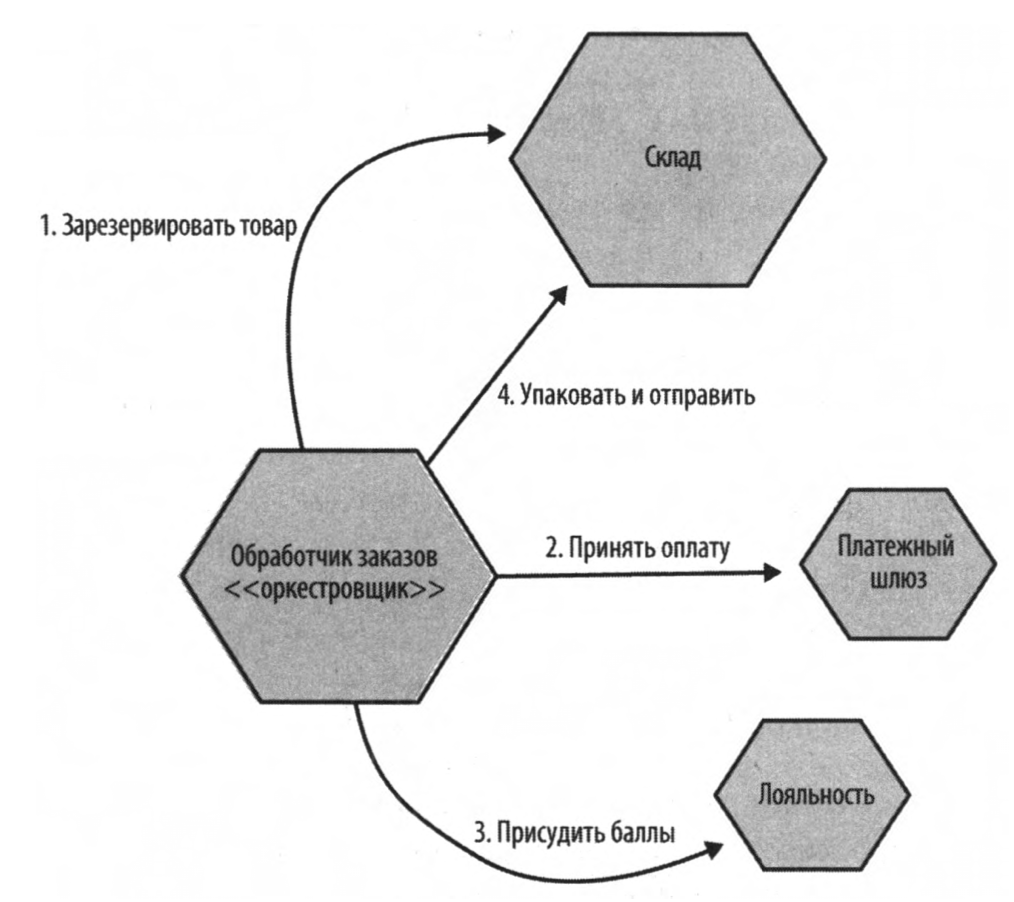 Склад
1. Зарезервировать товар
4. Упаковать и отправить
Обработчик заказов
<<оркестровщик>>
2. Принять оплату
Платежный
шлюз
Лояльность
3. Присудить баллы